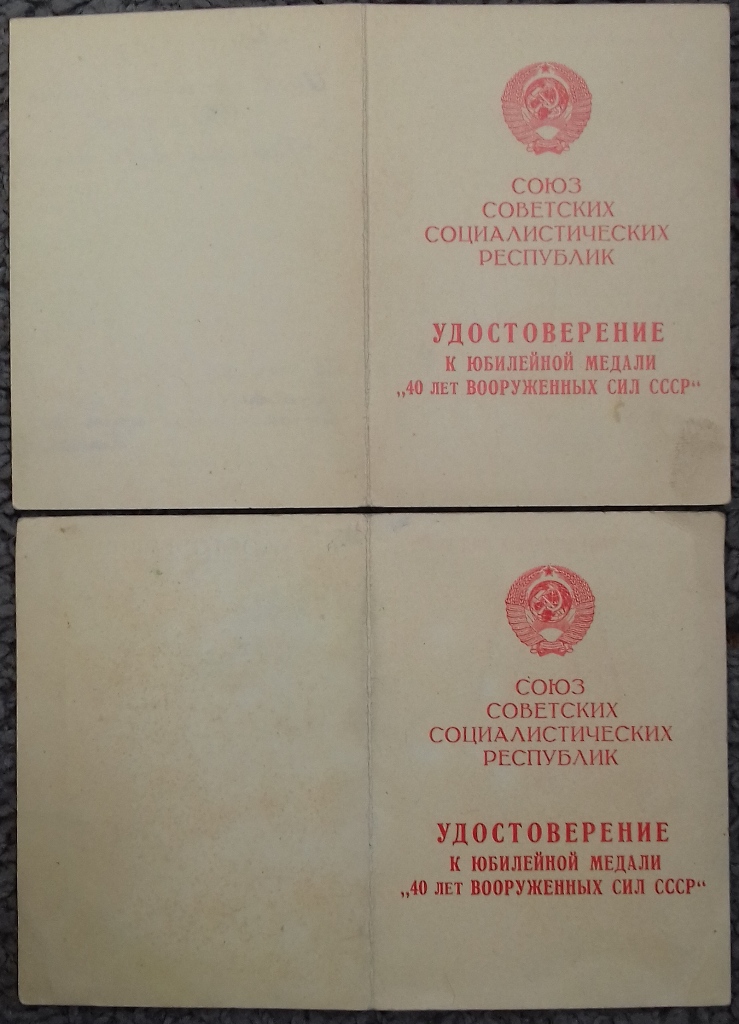 СОЮЗ
СОВЕТСКИХ
СОЦИАЛИСТИЧЕСКИХ
РЕСПУБЛИК
УДОСТОВЕРЕНИЕ
К ЮБИЛЕЙНОЙ МЕДАЛИ
„40 ЛЕТ ВООРУЖЕННЫХ СИЛ СССР“
СОЮЗ
СОВЕТСКИХ
СОЦИАЛИСТИЧЕСКИХ
РЕСПУБЛИК
УДОСТОВЕРЕНИЕ
К ЮБИЛЕЙНОЙ МЕДАЛИ
„40 ЛЕТ ВООРУЖЕННЫХ СИЛ СССР“